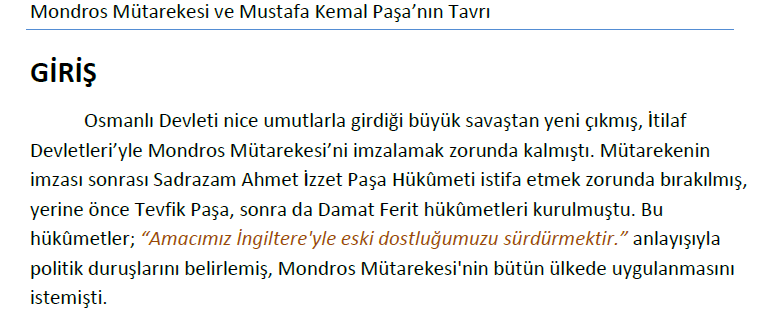 Mondros Mütarekesi ve Mustafa Kemal Paşa’nın Tavrı
GİRİŞ
Osmanlı Devleti nice umutlarla girdiği büyük savaştan yeni çıkmış, İtilaf
Devletleri’yle Mondros Mütarekesi’ni imzalamak zorunda kalmıştı. Mütarekenin
imzası sonrası Sadrazam Ahmet İzzet Paşa Hükûmeti istifa etmek zorunda bırakılmış,
yerine önce Tevfik Paşa, sonra da Damat Ferit hükûmetleri kurulmuştu. Bu
hükûmetler; “Amacımız İngiltere'yle eski dostluğumuzu sürdürmektir.” anlayışıyla
politik duruşlarını belirlemiş, Mondros Mütarekesi'nin bütün ülkede uygulanmasını
istemişti.